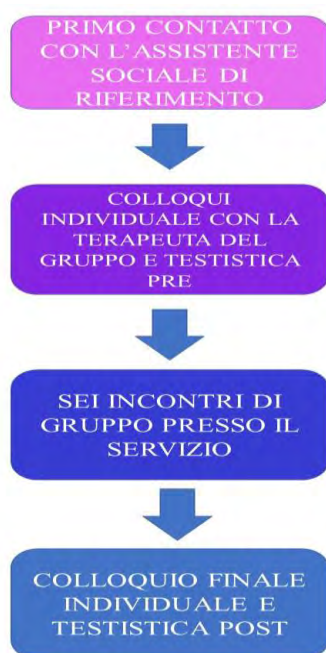 PRIMO CONTATTO
CON L'ASSISTENTE
SOCIALE DI
RIFERIMENTO
COLLOQUI
INDIVIDUALE CON LA
TERAPEUTA DEL
GRUPPO E TESTISTICA
PRE
SEI INCONTRI DI
GRUPPO PRESSO IL
SERVIZIO
COLLOQUIO FINALE
INDIVIDUALE E
TESTISTICA POST